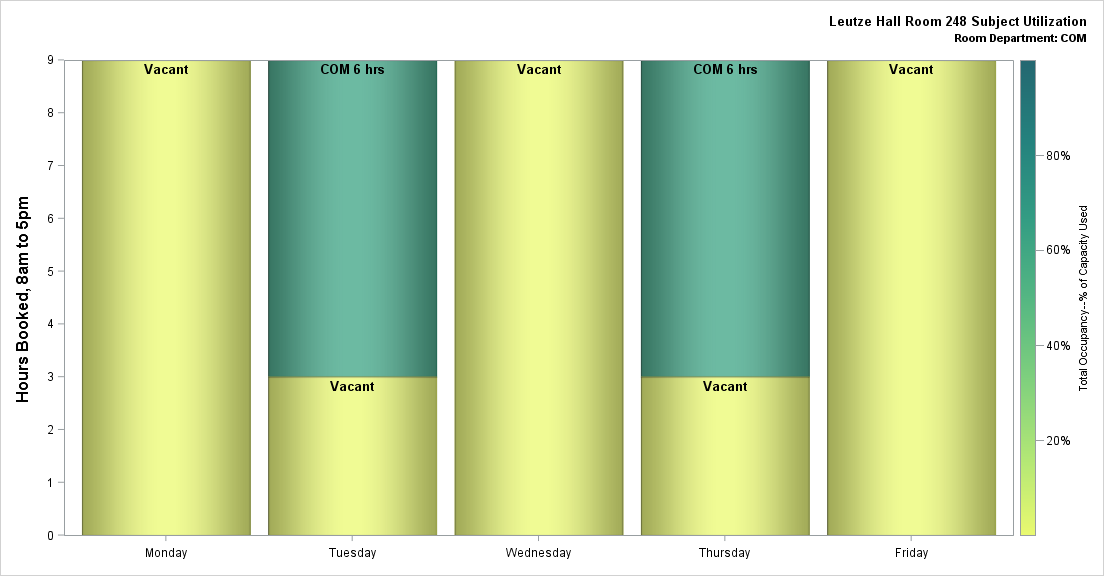 Leutze Hall Room 248 Subject Utilization
Room Department: COM
Hours Booked, 8am to 5pm
9
8
7
6
5
4
3
2
1
0
Vacant
COM 6 hrs
Vacant
COM 6 hrs
Vacant
Vacant
Vacant
Monday
Tuesday
Wednesday
Thursday
Friday
80%
60%
40%
20%
Total Occupancy--% of Capacity Used